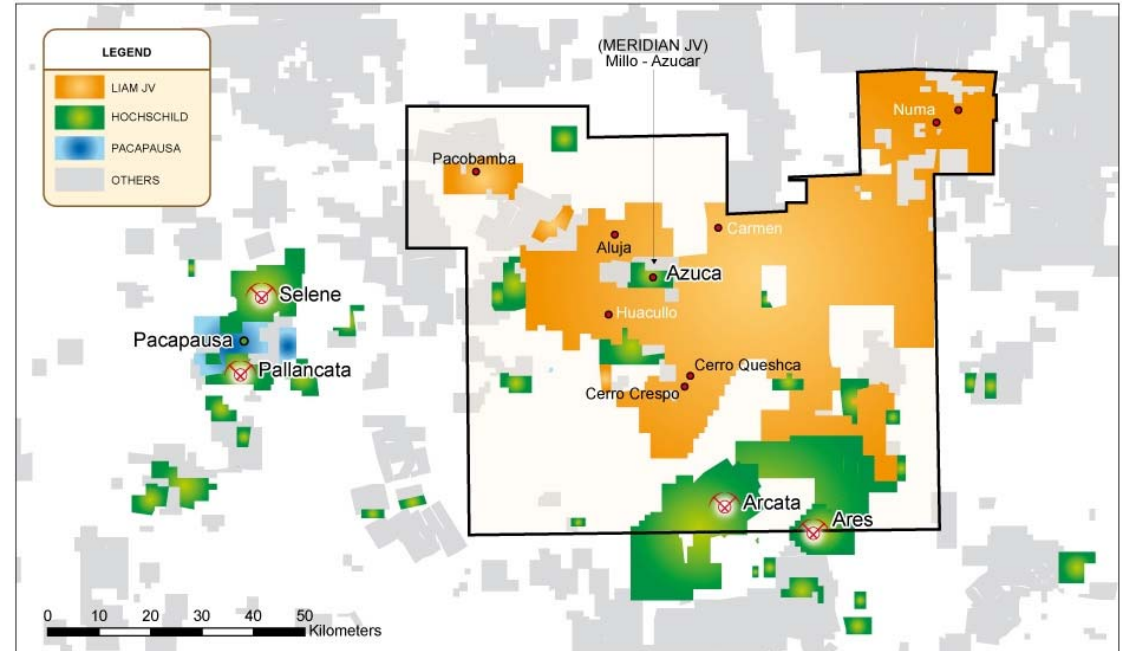 LEGEND
LIAM JV
HOCHSCHILD
PACAPAUSA
OTHERS
(MERIDIAN JV)
Millo - Azucar
Numa
Pacobamba
Carmen
Aluja
Azuca
Selene
Huacullo
Pacapausa
Pallancata
Cerro Queshca
Cerro Crespo
Arcata
Ares
0 10 20 30 40 50
Kilometers